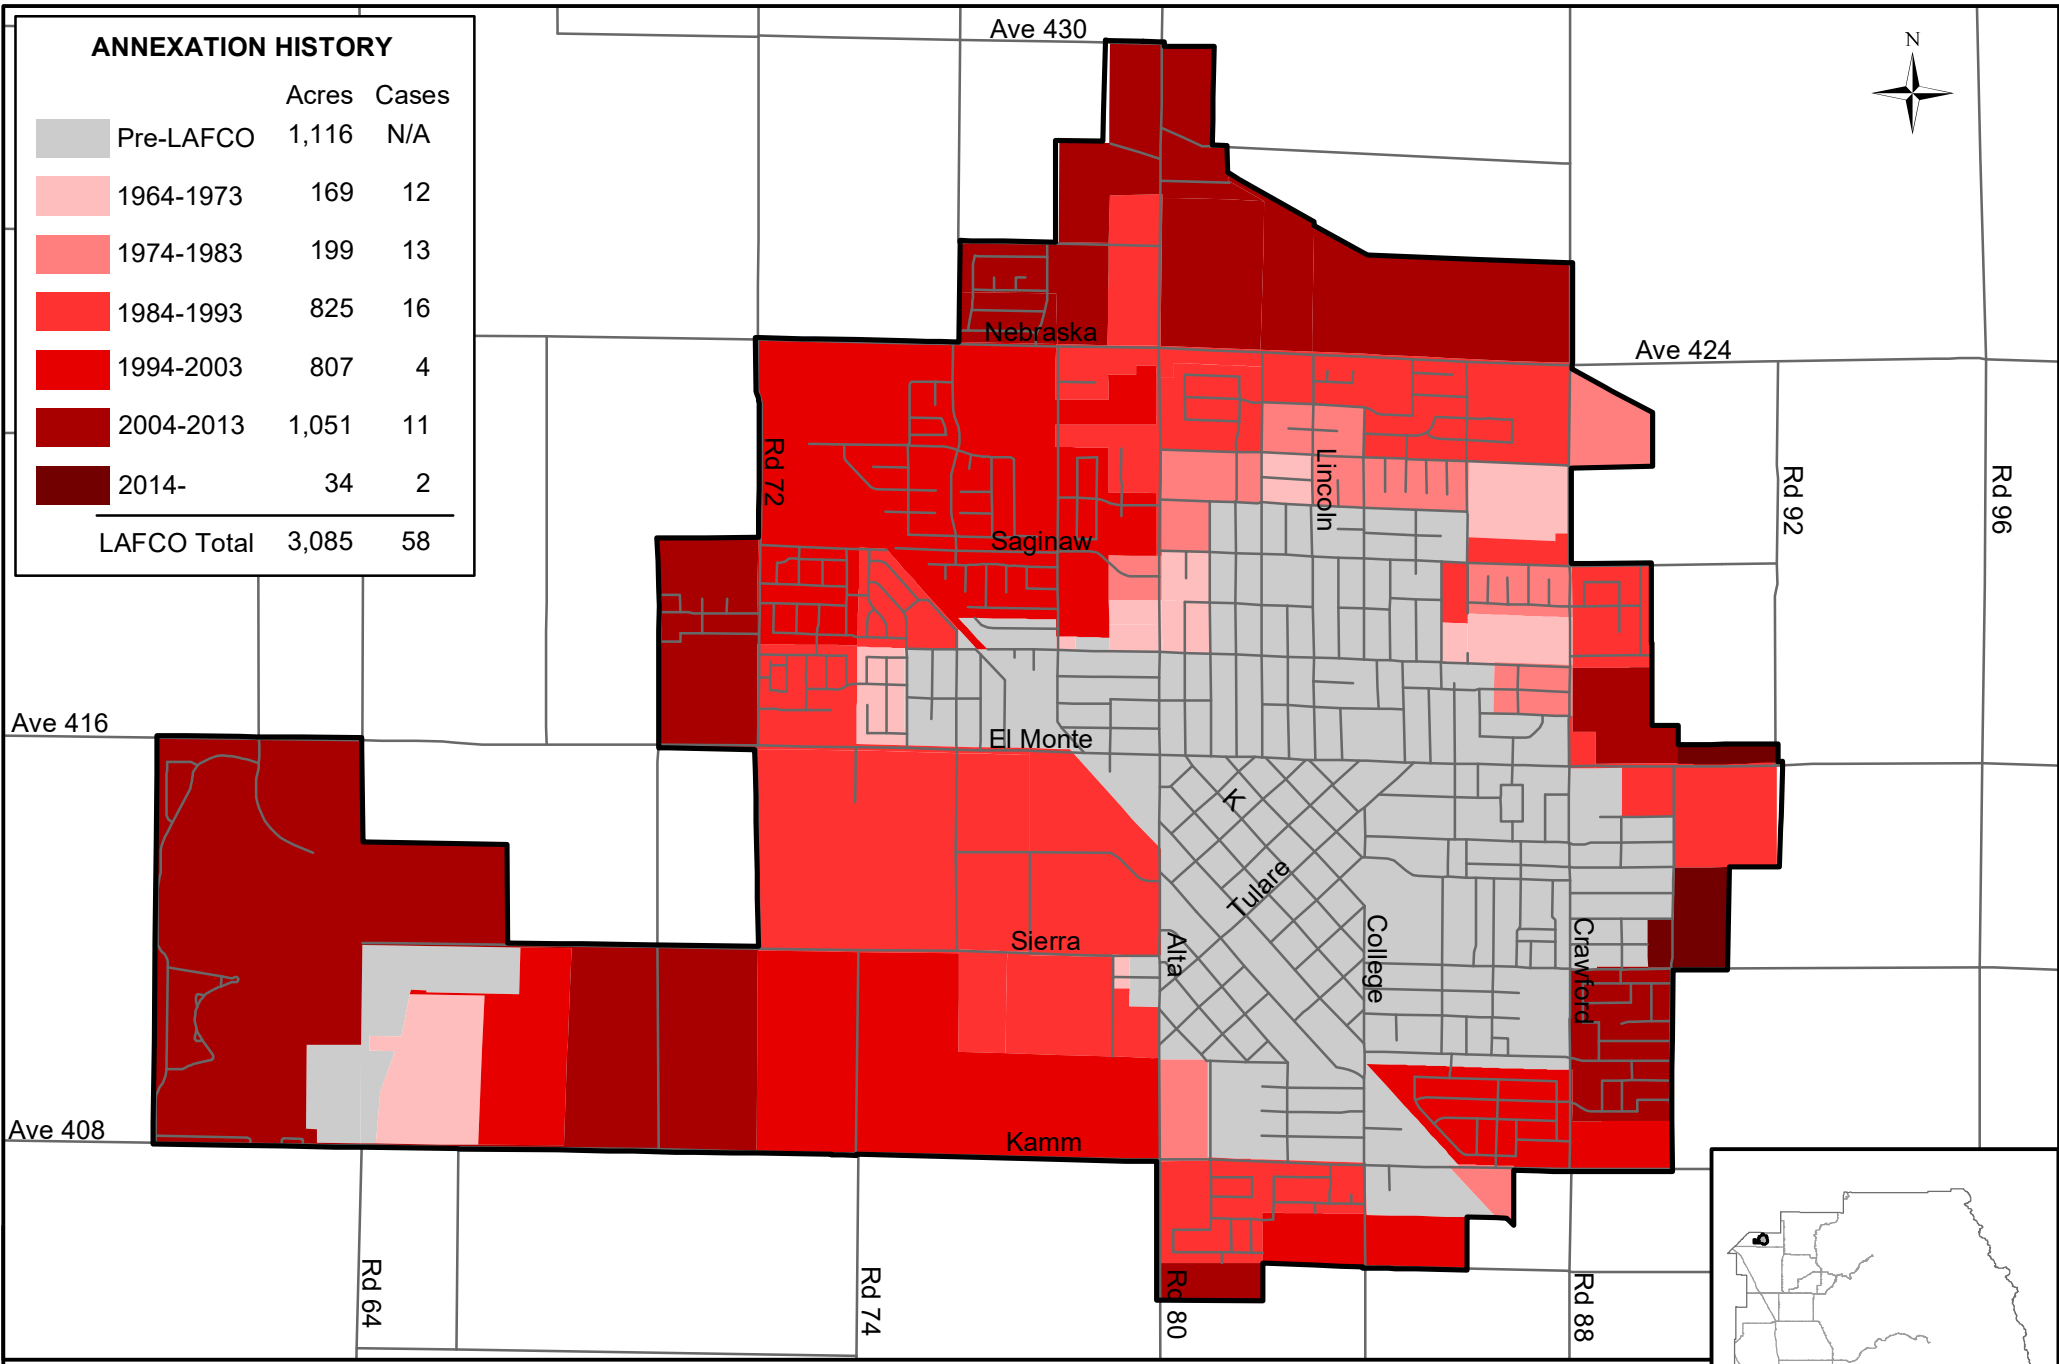 ANNEXATION HISTORY
Acres Cases
Pre-LAFCO 1,116 N/A
1964-1973 169 12
1974-1983 199 13
1984-1993 825 16
1994-2003 807 4
2004-2013 1,051 11
2014- 34 2
LAFCO Total 3,085 58
Ave 430
N
Nebraska
Ave 424
Rd 72
Lincoln
Rd 92
Rd 96
Saginaw
Ave 416
El Monte
K
Tulare
Sierra
Alta
College
Crawford
Ave 408
Kamm
Rd 64
Rd 74
Rd 80
Rd 88